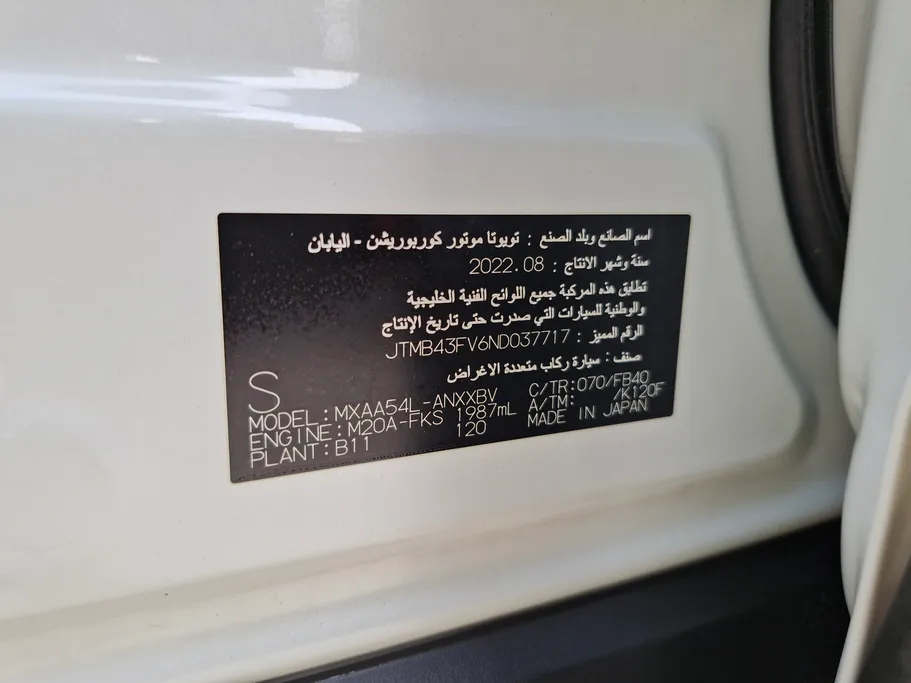 اسم الصانع وبلد الصنع : تويوتا موتور كوربوريشن - اليابان
سنة وشهر الانتاج : 2022.08
تطابق هذه المركبة جميع اللوائح الفنية الخليجية
والوطنية للسيارات التي صدرت حتى تاريخ الإنتاج
الرقم المميز : JTMB43FV6ND037717
صنف : سيارة ركاب متعددة الاغراض
S
MODEL:MXAA54L-ANXXBV C/TR:070/FB40
ENGINE:M20A-FKS 1987mL A/TM: /K120F
PLANT:B11 120 MADE IN JAPAN